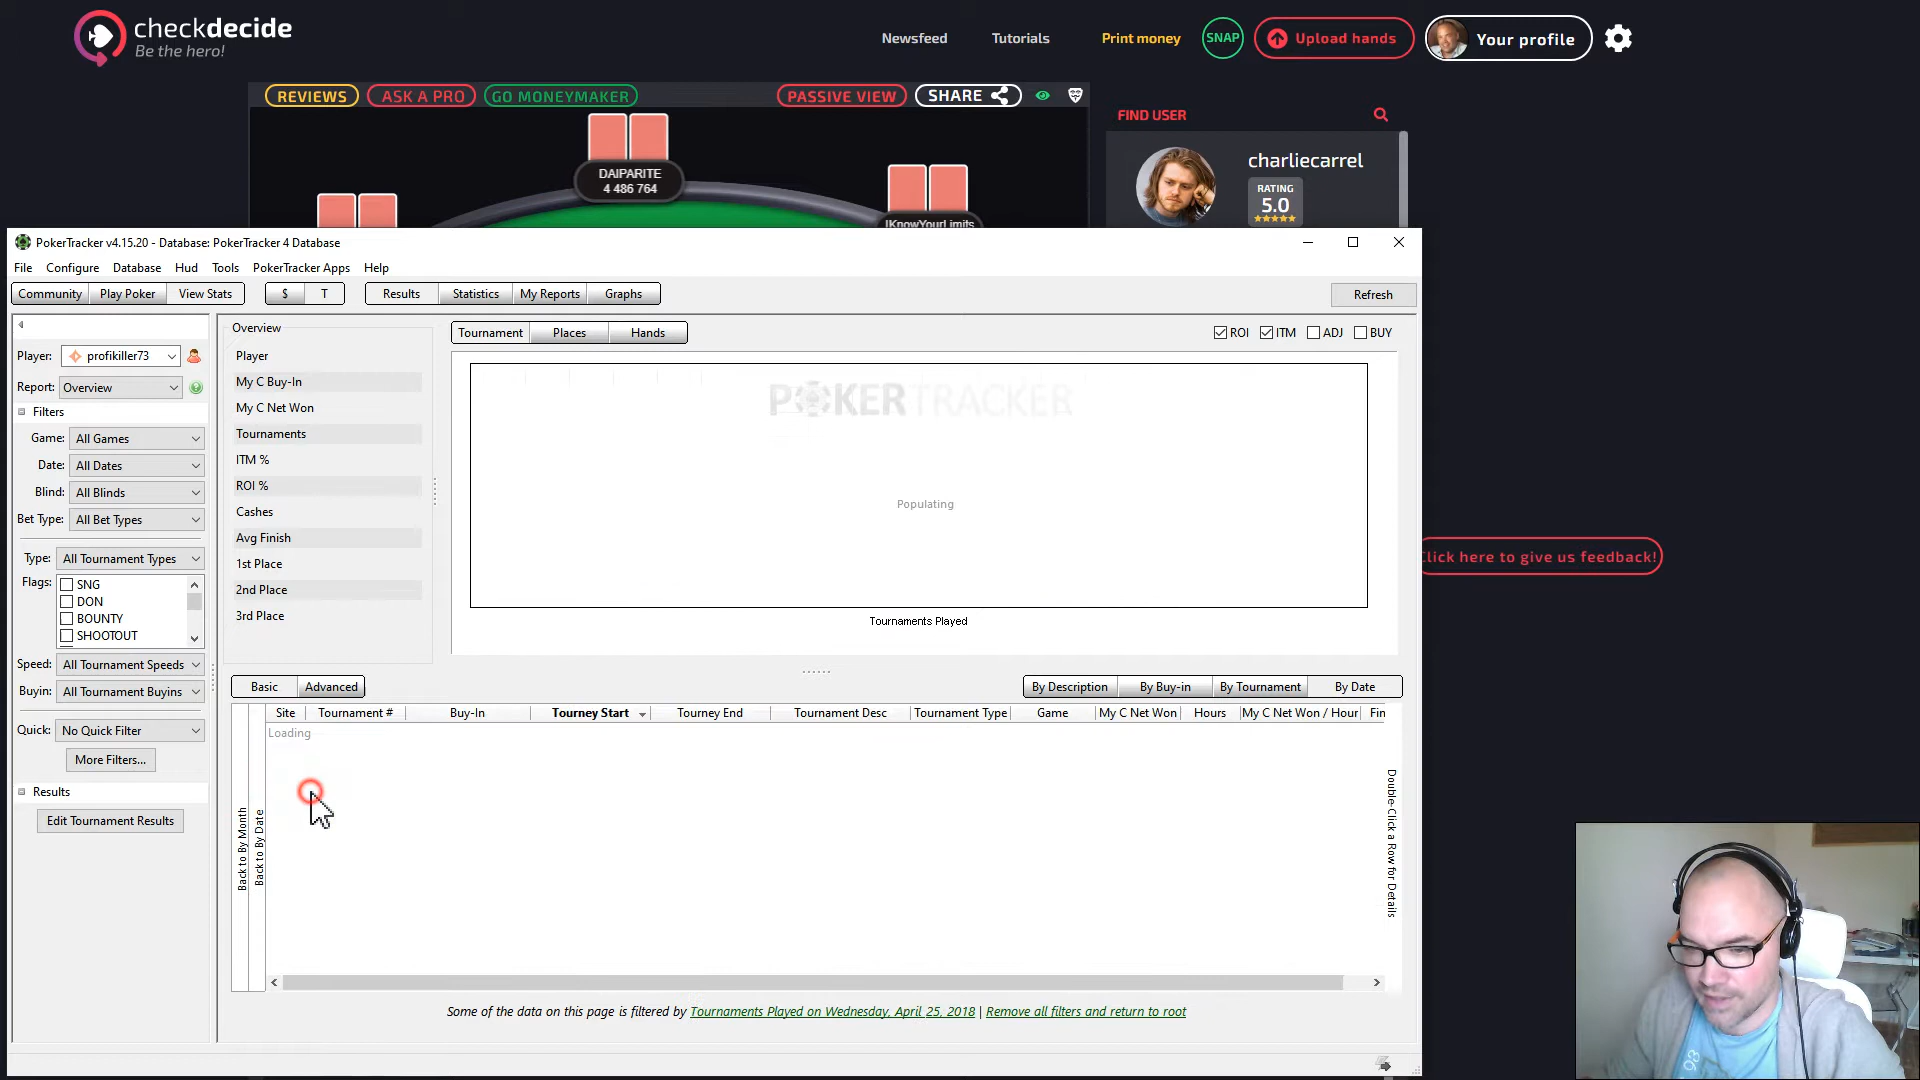 checkdecide
Be the hero!
Newsfeed
Tutorials
Print money
SNAP
Upload hands
Your profile
REVIEWS
ASK A PRO
GO MONEYMAKER
PASSIVE VIEW
SHARE
DAIPARITE
4 486 764
IKnowYourLimits
FIND USER
charliecarrel
RATING
5.0
PokerTracker v4.15.20 - Database: PokerTracker 4 Database
File Configure Database Hud Tools PokerTracker Apps Help
Community Play Poker View Stats $ T Results Statistics My Reports Graphs Refresh
Player: profikiller73
Report: Overview
Filters
Game: All Games
Date: All Dates
Blind: All Blinds
Bet Type: All Bet Types
Type: All Tournament Types
Flags: SNG
DON
BOUNTY
SHOOTOUT
Speed: All Tournament Speeds
Buyin: All Tournament Buyins
Quick: No Quick Filter
More Filters...
Results
Edit Tournament Results
Overview
Player
My C Buy-In
My C Net Won
Tournaments
ITM %
ROI %
Cashes
Avg Finish
1st Place
2nd Place
3rd Place
Tournament Places Hands
ROI ITM ADJ BUY
POKERTRACKER
Populating
Tournaments Played
Basic Advanced
By Description By Buy-in By Tournament By Date
Site Tournament # Buy-In Tourney Start Tourney End Tournament Desc Tournament Type Game My C Net Won Hours My C Net Won / Hour Fin
Loading
Back to By Month
Back to By Date
Double-Click a Row for Details
Some of the data on this page is filtered by Tournaments Played on Wednesday, April 25, 2018 | Remove all filters and return to root
Click here to give us feedback!